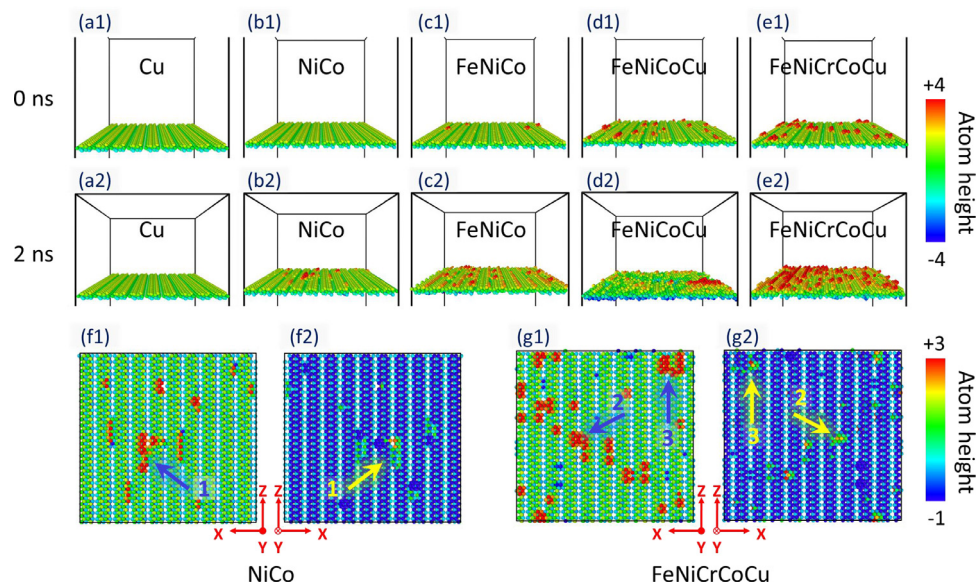 (a1) (b1) (c1) (d1) (e1)
0 ns Cu NiCo FeNiCo FeNiCoCu FeNiCrCoCu
+4
Atom height
-4
(a2) (b2) (c2) (d2) (e2)
2 ns Cu NiCo FeNiCo FeNiCoCu FeNiCrCoCu
(f1) (f2) (g1) (g2)
+3
Atom height
-1
1 1 2 3 2 3
Z Z Z Z
X Y Y X X Y Y X
NiCo FeNiCrCoCu